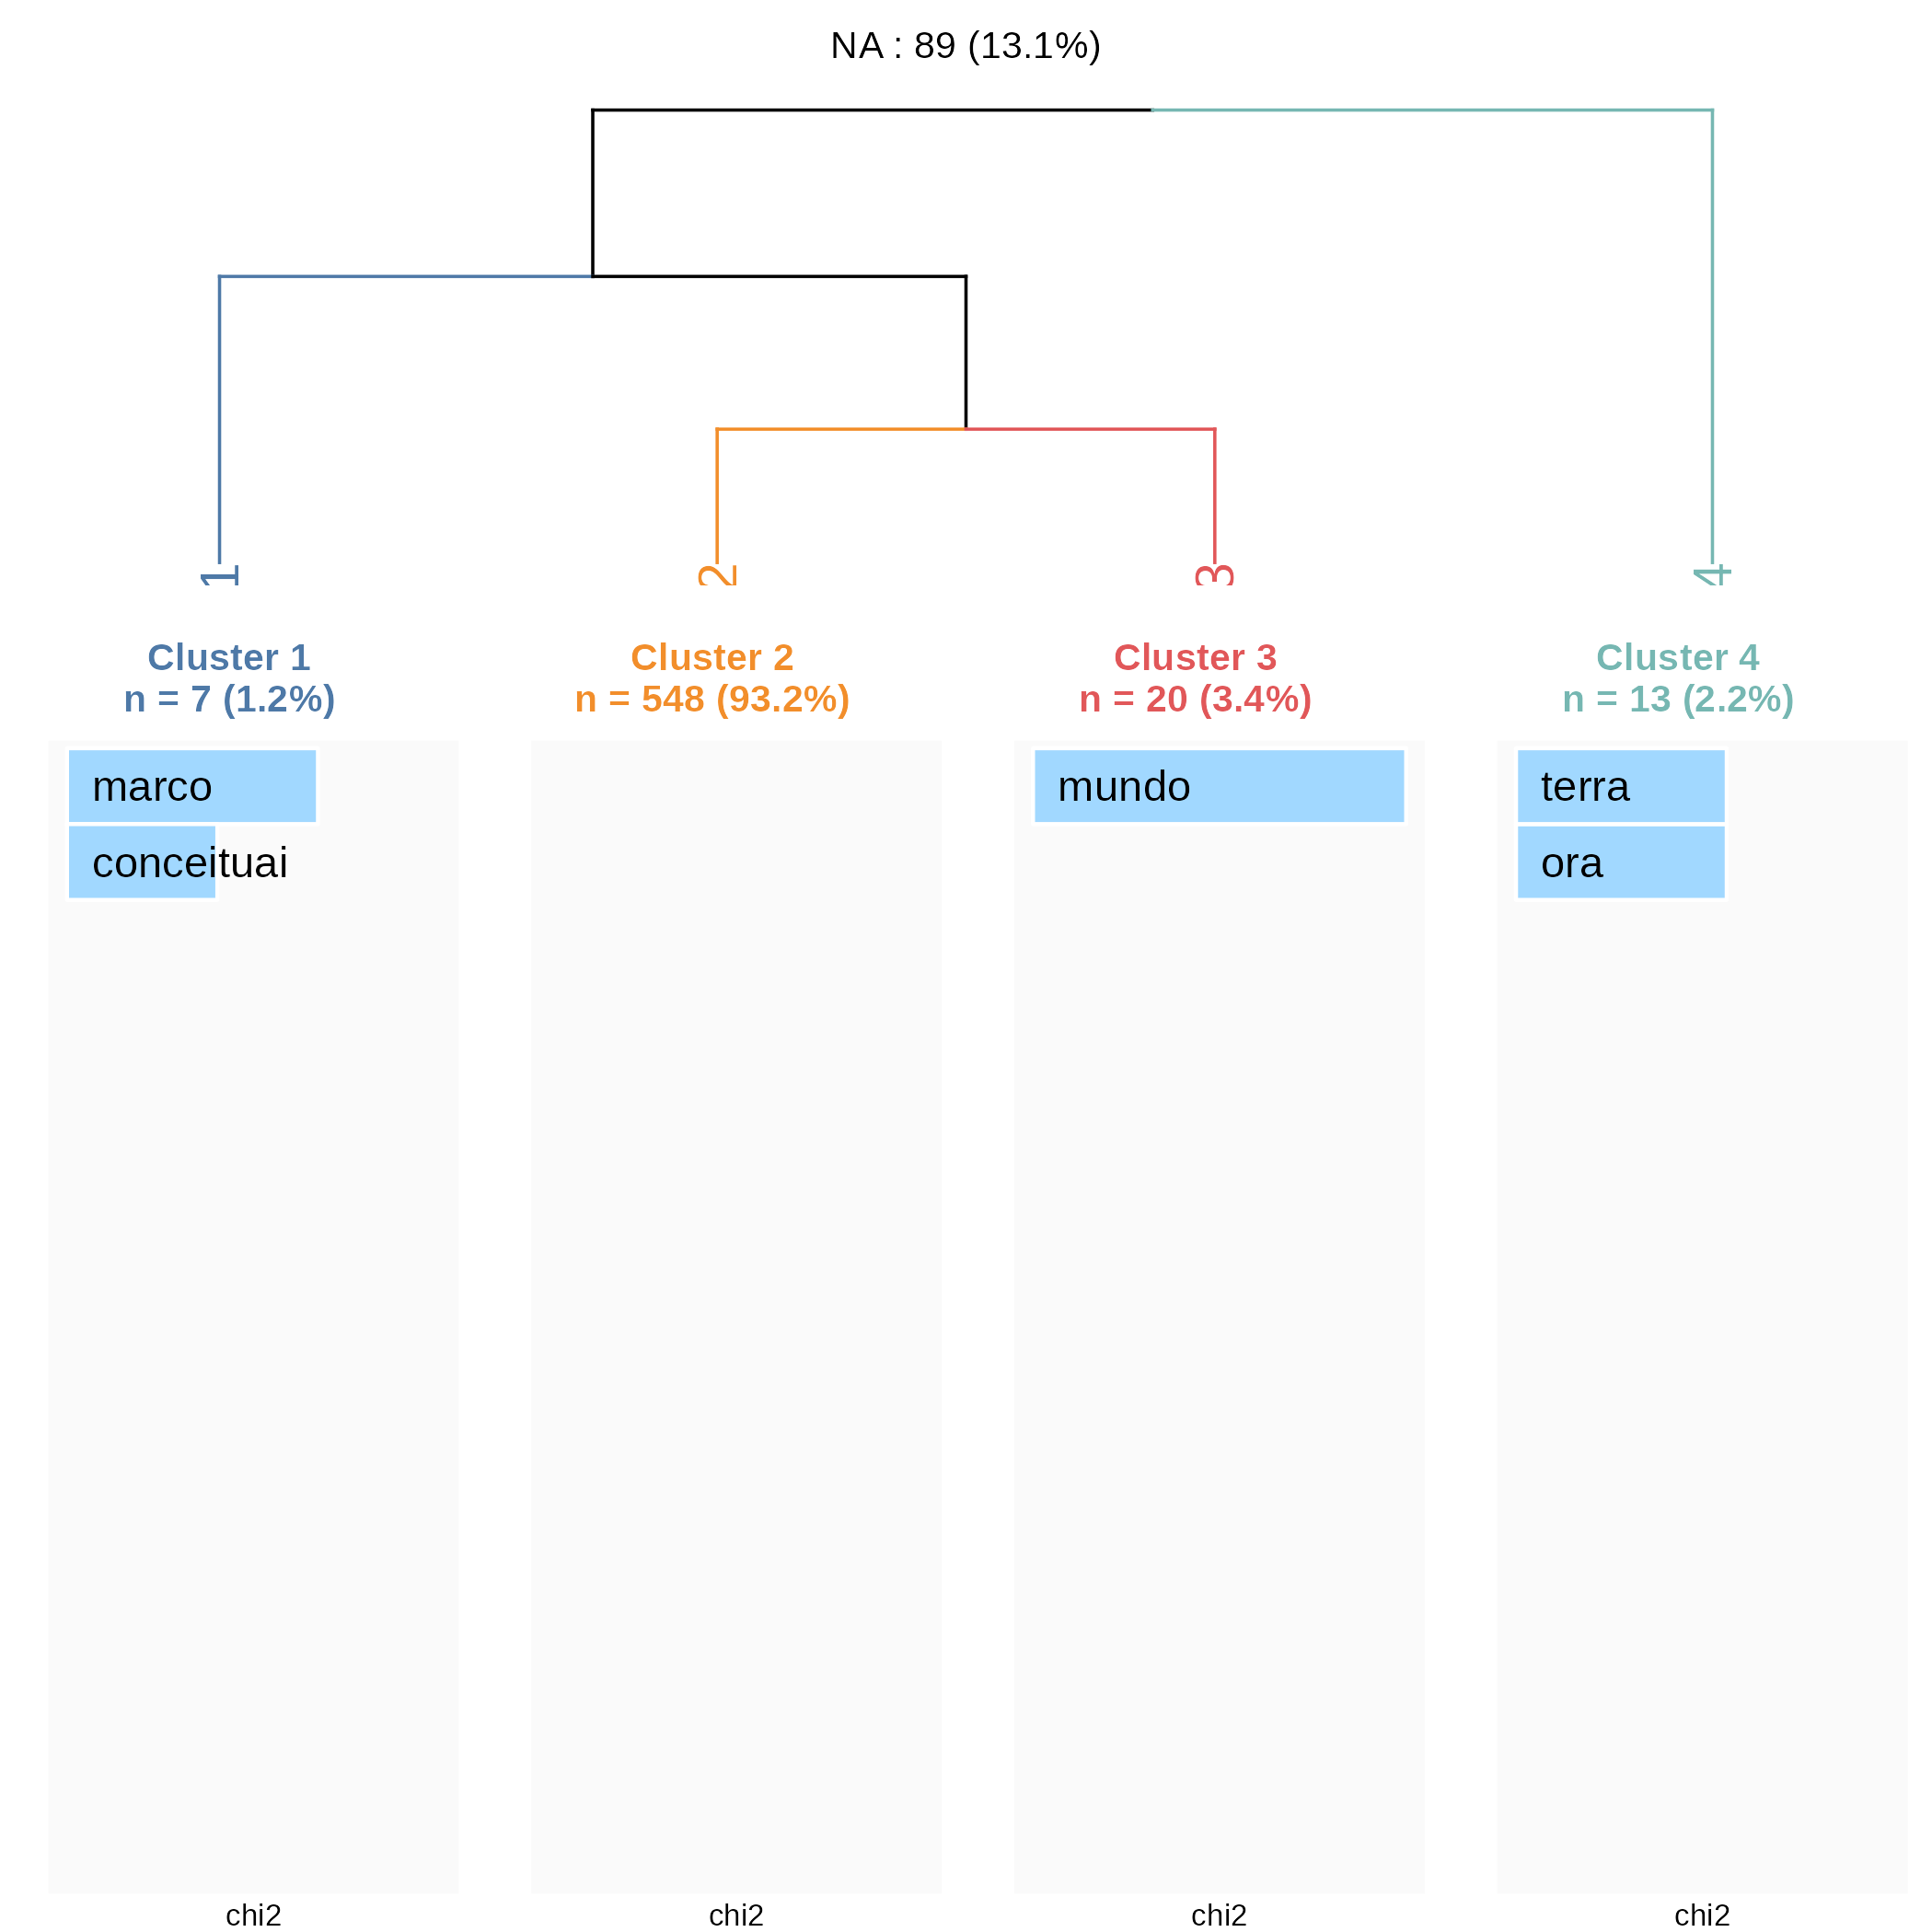 NA : 89 (13.1%)
1
2
3
4
Cluster 1
n = 7 (1.2%)
Cluster 2
n = 548 (93.2%)
Cluster 3
n = 20 (3.4%)
Cluster 4
n = 13 (2.2%)
marco
conceituai
mundo
terra
ora
chi2
chi2
chi2
chi2